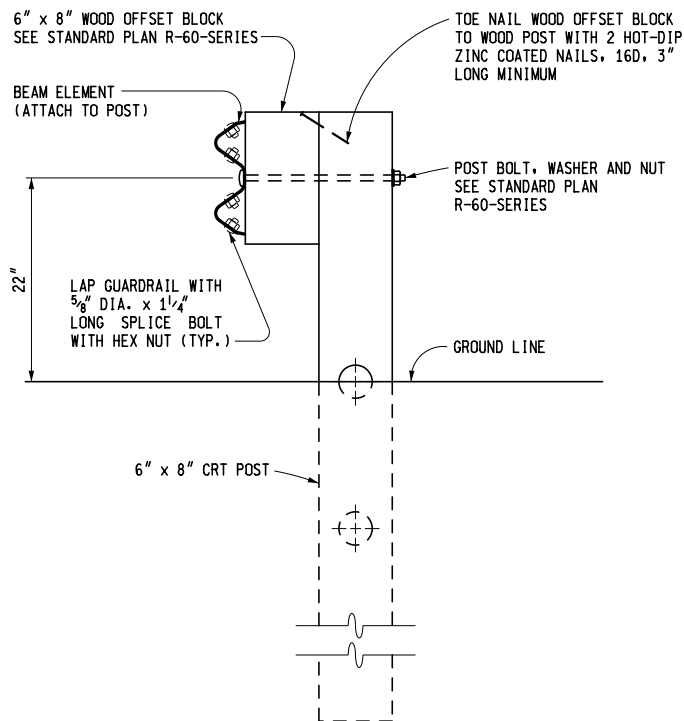 6" x 8" WOOD OFFSET BLOCK
SEE STANDARD PLAN R-60-SERIES
TOE NAIL WOOD OFFSET BLOCK
TO WOOD POST WITH 2 HOT-DIP
ZINC COATED NAILS, 16D, 3"
LONG MINIMUM
BEAM ELEMENT
(ATTACH TO POST)
POST BOLT, WASHER AND NUT
SEE STANDARD PLAN
R-60-SERIES
22"
LAP GUARDRAIL WITH
5/8" DIA. x 1 1/4"
LONG SPLICE BOLT
WITH HEX NUT (TYP.)
GROUND LINE
6" x 8" CRT POST